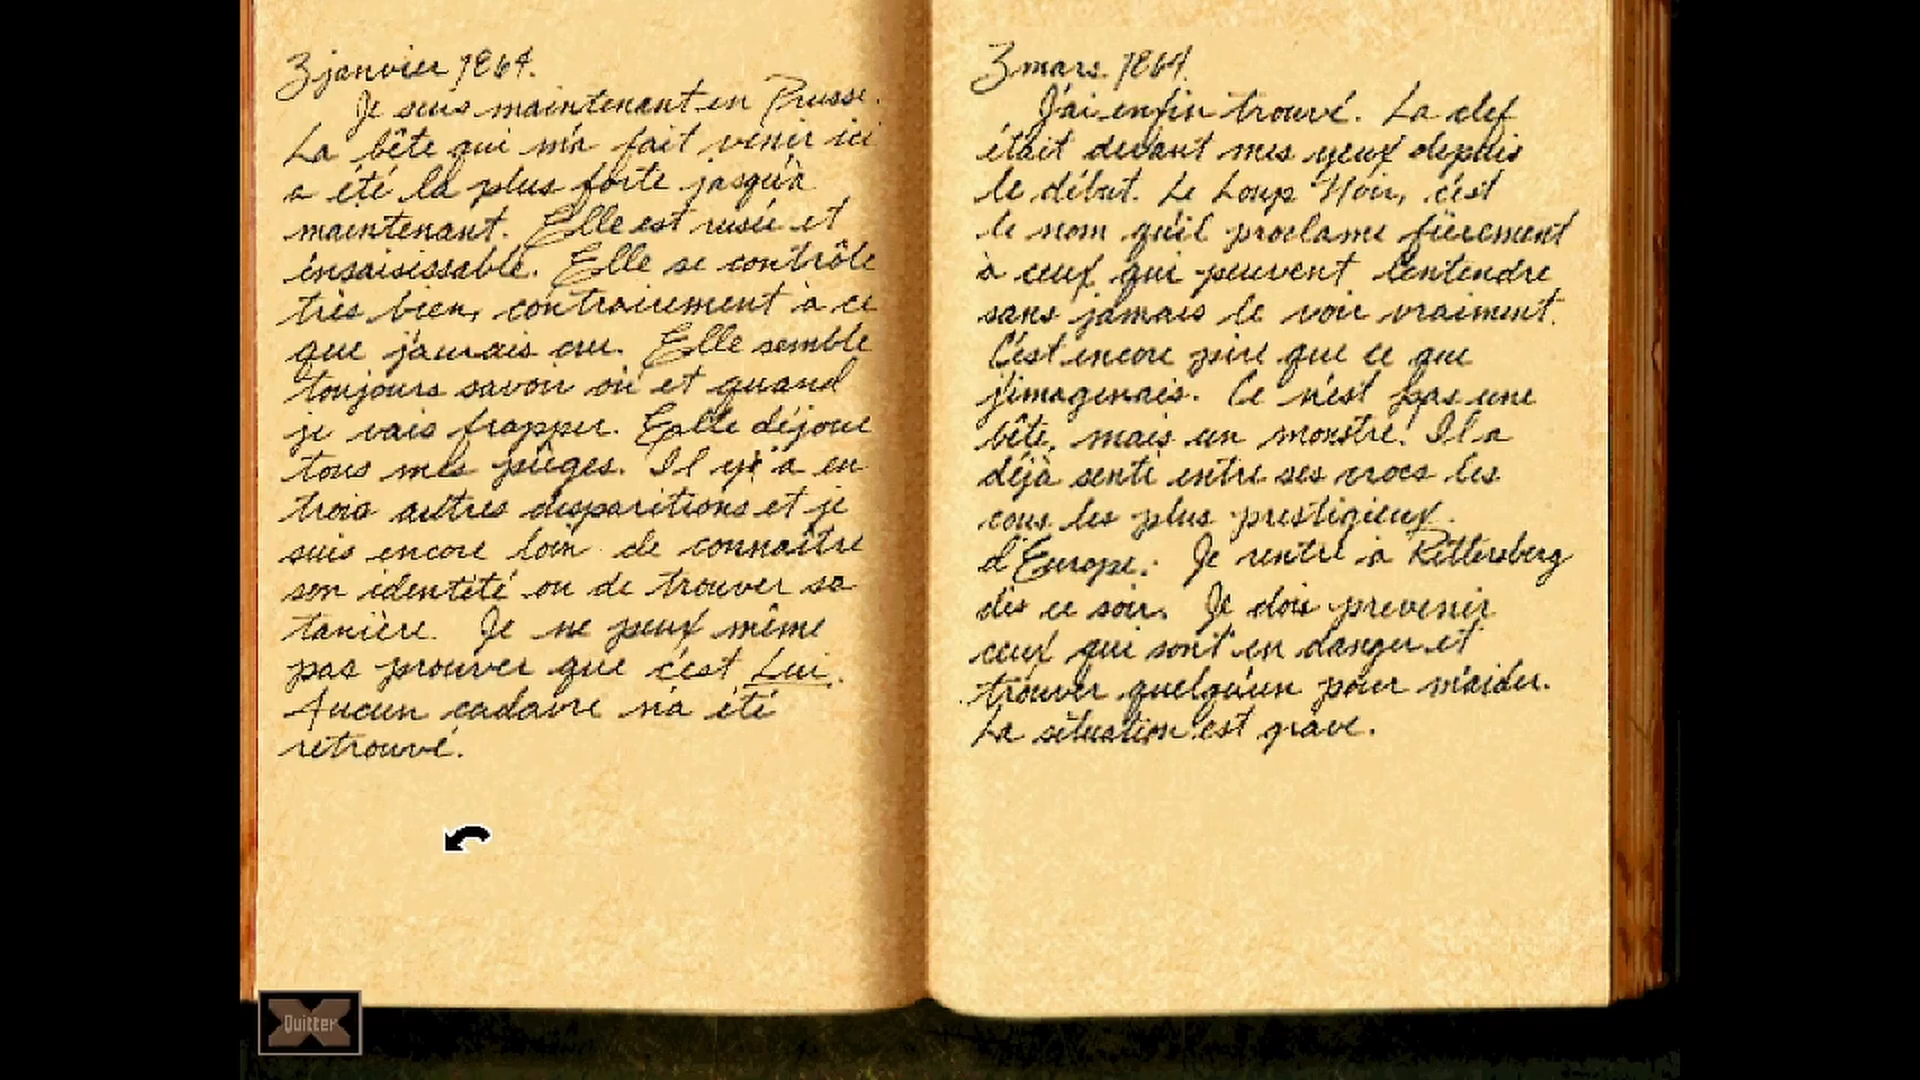 3 janvier 1864.
Je suis maintenant en Prusse.
La bête qui m'a fait venir ici
a été la plus forte jusqu'à
maintenant. Elle est rusée et
insaisissable. Elle se contrôle
très bien, contrairement à ce
que j'aurais cru. Elle semble
toujours savoir où et quand
je vais frapper. Elle déjoue
tous mes pièges. Il y'a en
trois autres disparitions et je
suis encore loin de connaître
son identité ou de trouver sa
tanière. Je ne peux même
pas prouver que c'est Lui.
Aucun cadavre n'a été
retrouvé.
3 mars 1864.
J'ai enfin trouvé. La clef
était devant mes yeux depuis
le début. Le Loup Noir, c'est
le nom qu'il proclame fièrement
à ceux qui peuvent l'entendre
sans jamais le voir vraiment.
C'est encore pire que ce que
j'imaginais. Ce n'est pas une
bête, mais un monstre! Il a
déjà senti entre ses crocs les
cous les plus prestigieux
d'Europe. Je rentre à Rittersberg
dès ce soir. Je dois prevenir
ceux qui sont en danger et
trouver quelqu'un pour m'aider.
La situation est grave.
Quitter